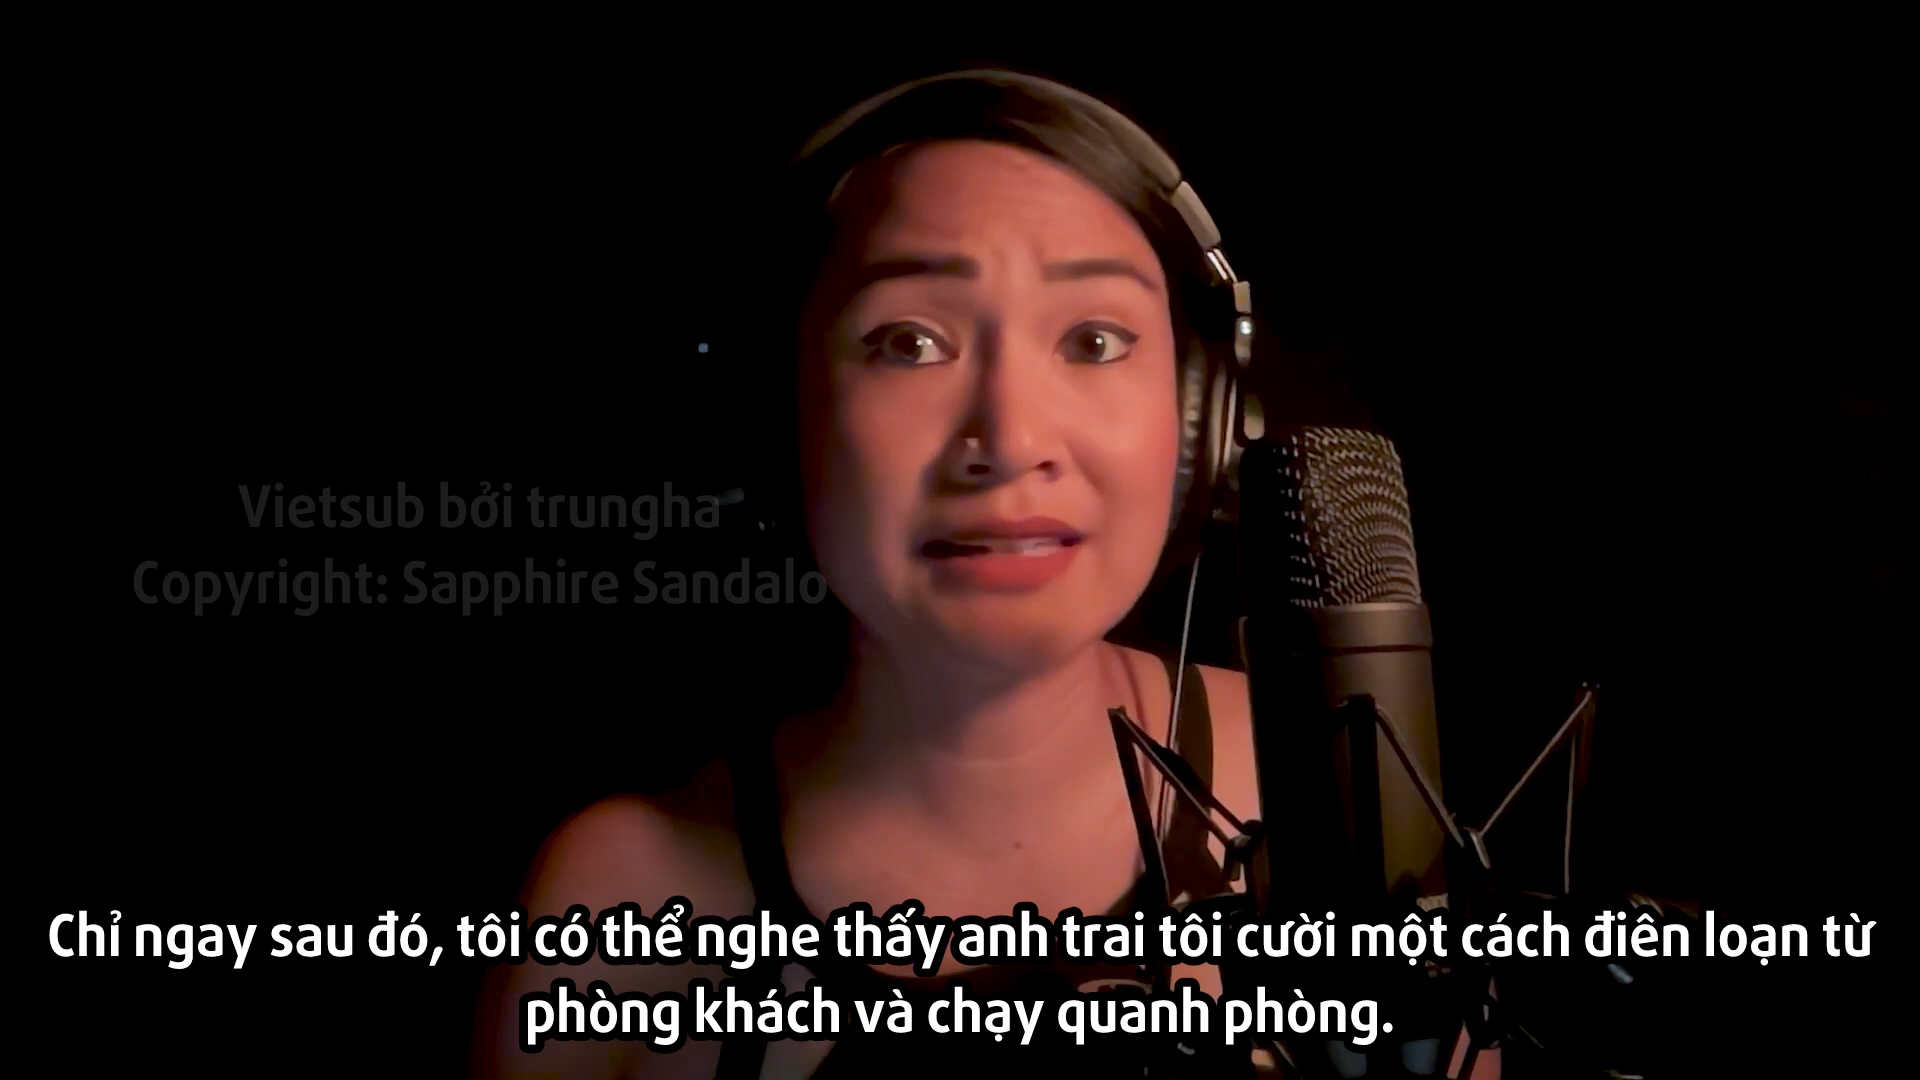 Vietsub bởi trungha
Copyright: Sapphire Sandalo
Chỉ ngay sau đó, tôi có thể nghe thấy anh trai tôi cười một cách điên loạn từ
phòng khách và chạy quanh phòng.